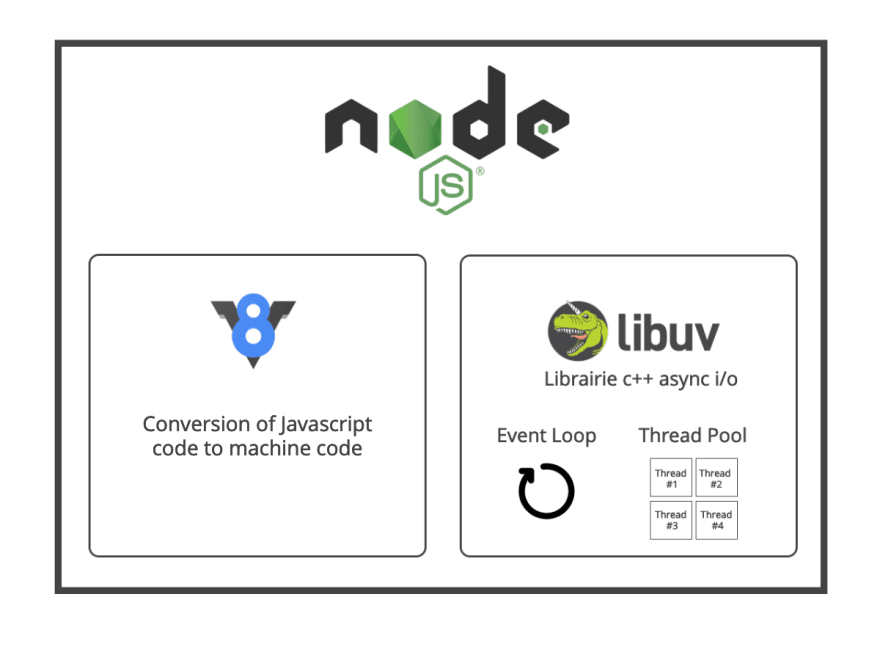 node
JS®
V8
libuv
Librairie c++ async i/o
Conversion of Javascript
code to machine code
Event Loop
Thread Pool
Thread
#1
Thread
#2
Thread
#3
Thread
#4